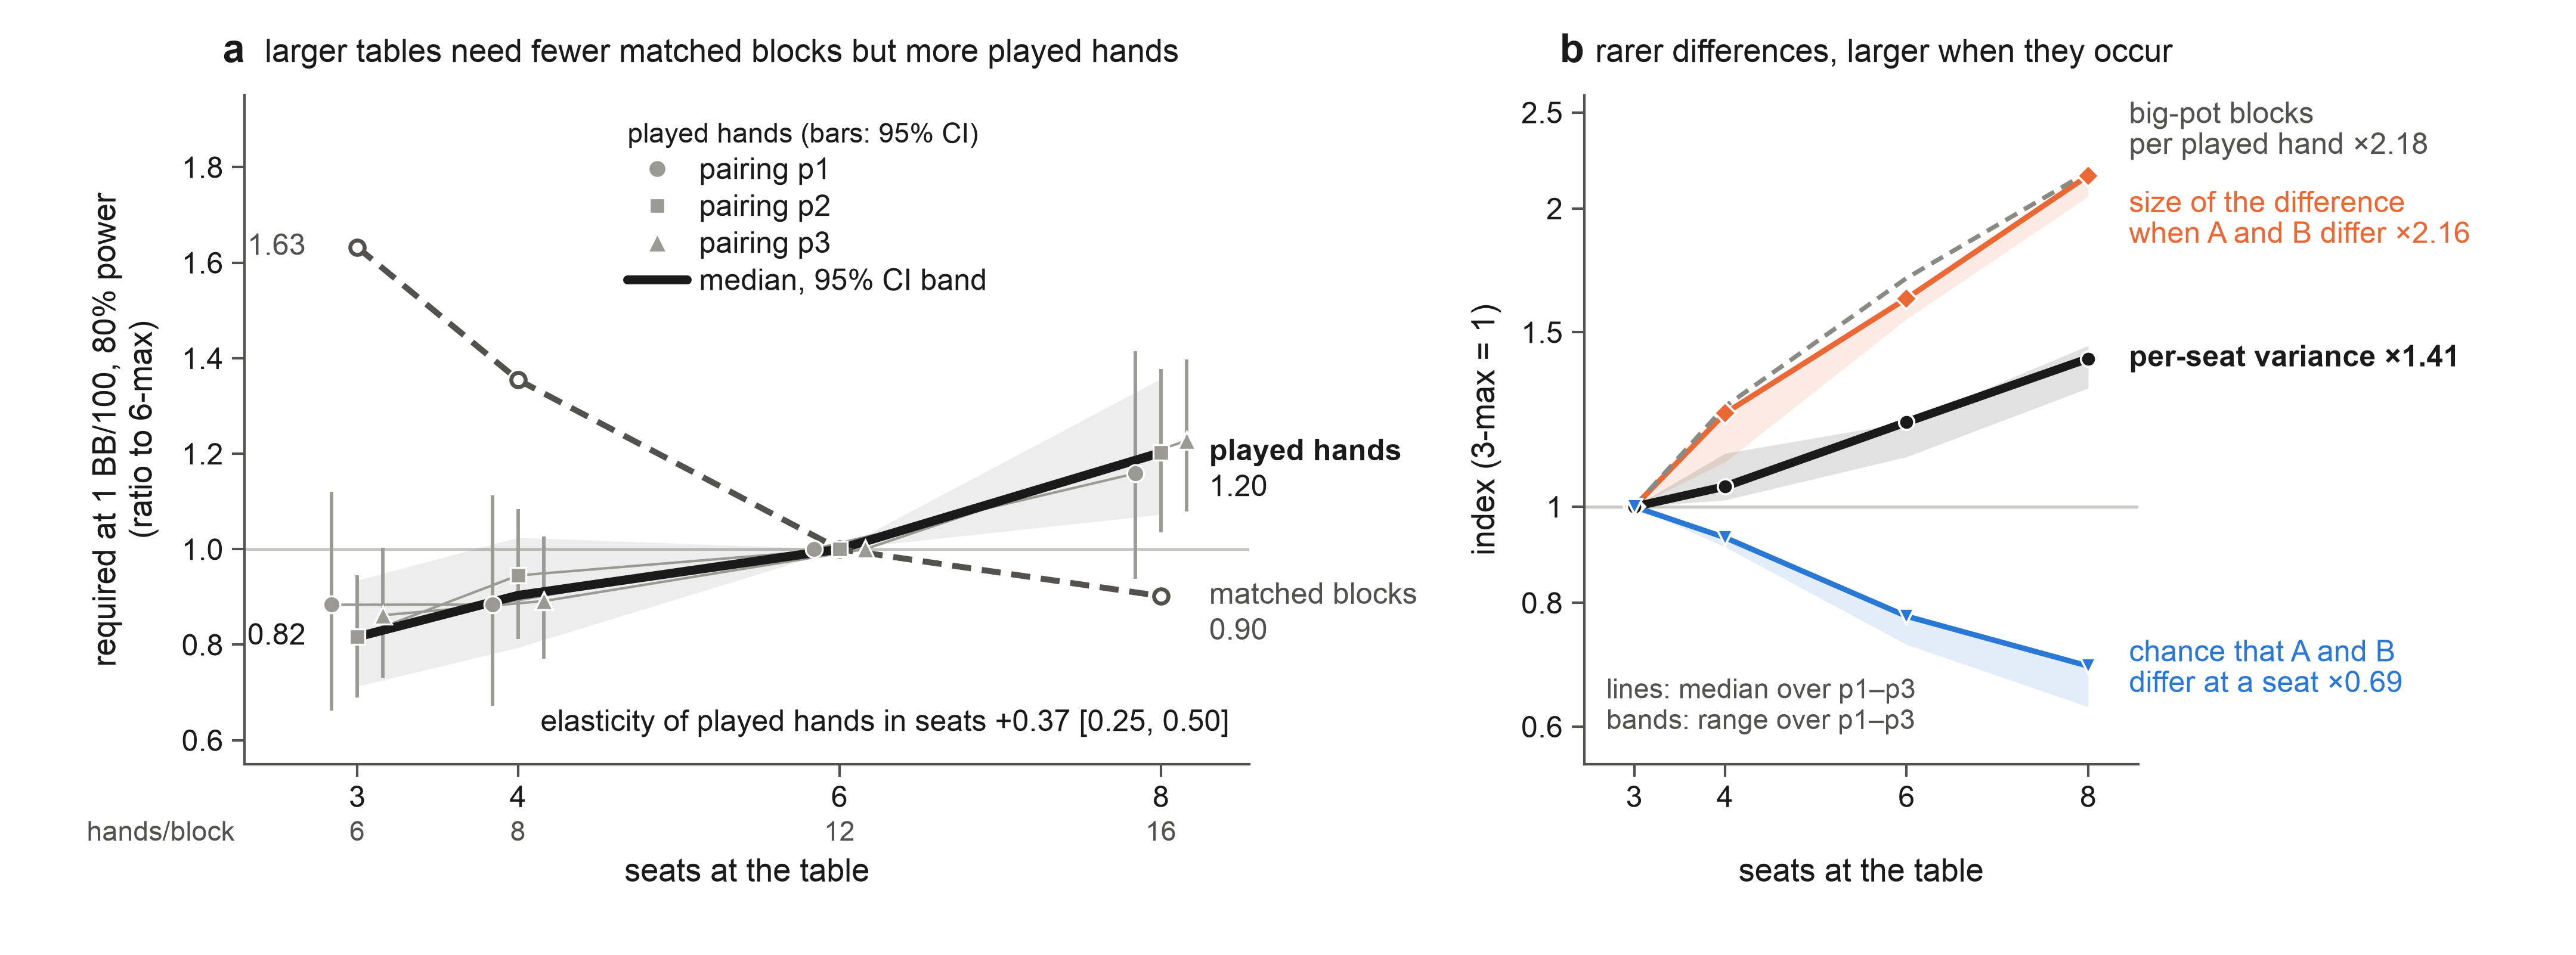 a larger tables need fewer matched blocks but more played hands
required at 1 BB/100, 80% power
(ratio to 6-max)
1.8
1.6
1.4
1.2
1.0
0.8
0.6
played hands (bars: 95% CI)
pairing p1
pairing p2
pairing p3
median, 95% CI band
1.63
0.82
played hands
1.20
matched blocks
0.90
elasticity of played hands in seats +0.37 [0.25, 0.50]
3 4 6 8
hands/block 6 8 12 16
seats at the table
b rarer differences, larger when they occur
index (3-max = 1)
2.5
2
1.5
1
0.8
0.6
big-pot blocks
per played hand ×2.18
size of the difference
when A and B differ ×2.16
per-seat variance ×1.41
chance that A and B
differ at a seat ×0.69
lines: median over p1–p3
bands: range over p1–p3
3 4 6 8
seats at the table